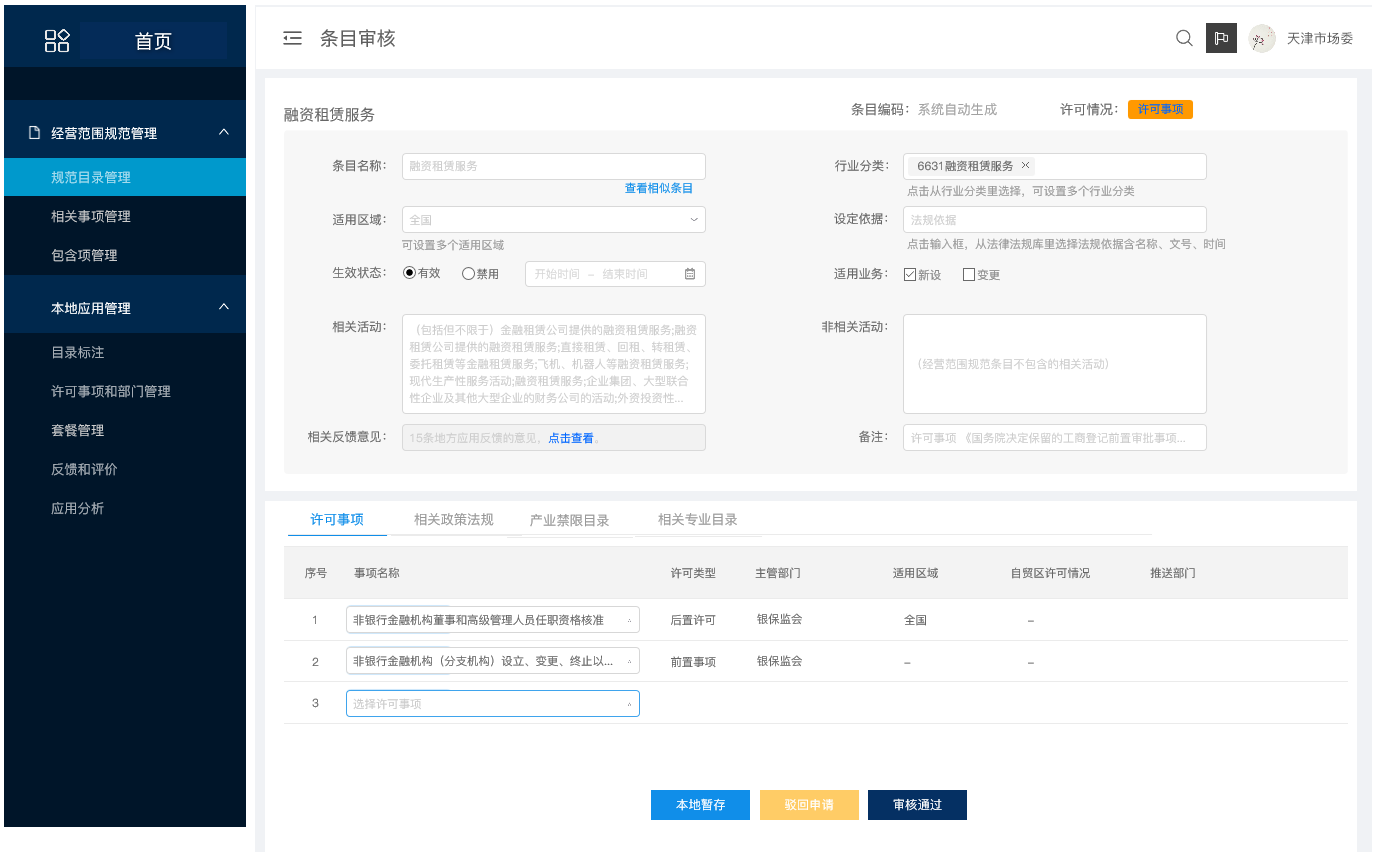 首页
条目审核
天津市场委
经营范围规范管理
规范目录管理
相关事项管理
包含项管理
本地应用管理
目录标注
许可事项和部门管理
套餐管理
反馈和评价
应用分析
融资租赁服务
条目编码：系统自动生成
许可情况：许可事项
条目名称：融资租赁服务
查看相似条目
行业分类：6631融资租赁服务 ×
点击从行业分类里选择，可设置多个行业分类
适用区域：全国
可设置多个适用区域
设定依据：法规依据
点击输入框，从法律法规库里选择法规依据含名称、文号、时间
生效状态：有效 禁用 开始时间 – 结束时间
适用业务：新设 变更
相关活动：（包括但不限于）金融租赁公司提供的融资租赁服务;融资
租赁公司提供的融资租赁服务;直接租赁、回租、转租赁、
委托租赁等金融租赁服务;飞机、机器人等融资租赁服务;
现代生产性服务活动;融资租赁服务;企业集团、大型联合
性企业及其他大型企业的财务公司的活动;外资投资性...
非相关活动：（经营范围规范条目不包含的相关活动）
相关反馈意见：15条地方应用反馈的意见，点击查看。
备注：许可事项 《国务院决定保留的工商登记前置审批事项...
许可事项 相关政策法规 产业禁限目录 相关专业目录
序号 事项名称 许可类型 主管部门 适用区域 自贸区许可情况 推送部门
1 非银行金融机构董事和高级管理人员任职资格核准 后置许可 银保监会 全国 –
2 非银行金融机构（分支机构）设立、变更、终止以... 前置事项 银保监会 – –
3 选择许可事项
本地暂存 驳回申请 审核通过